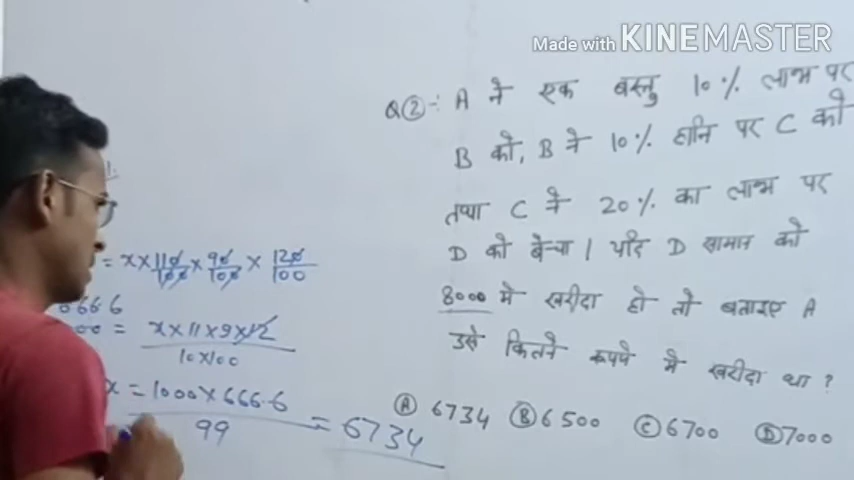 Made with KINEMASTER
Q②÷ A ने एक वस्तु 10% लाभ पर
B को, B ने 10% हानि पर C को
तथा C ने 20% का लाभ पर
D को बेन्चा । यदि D सामान को
8000 में खरीदा हो तो बताइए A
उसे कितने रूपये में खरीदा था ?
Ⓐ 6734 Ⓑ 6500 Ⓒ 6700 Ⓓ 7000
= x × 110/100 × 90/100 × 120/100
666.6
= x × 11 × 9 × 12 / 10×100
x = 1000 × 666.6 / 99 = 6734